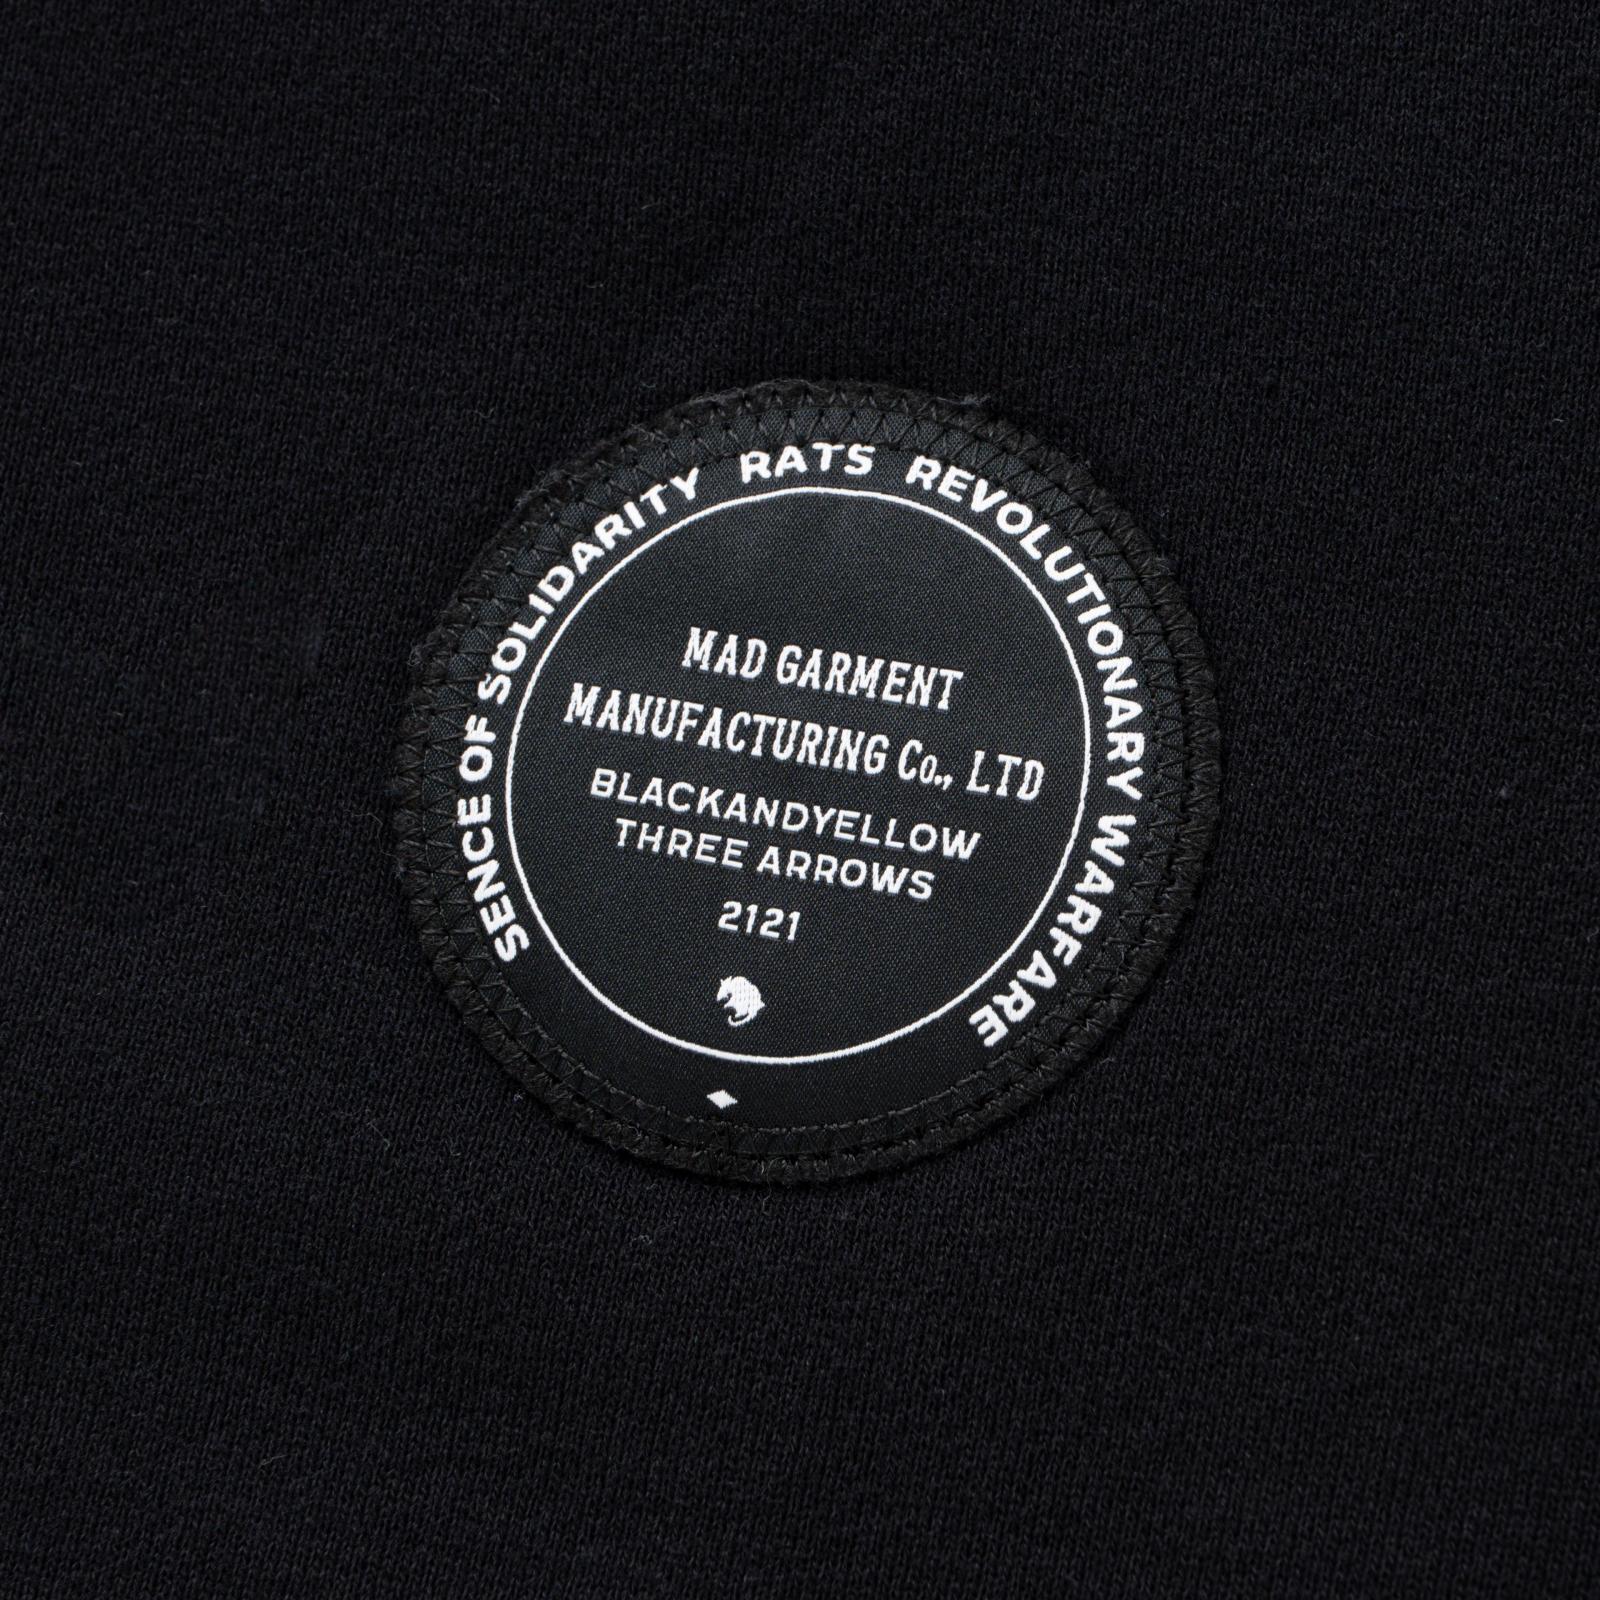 SENCE OF SOLIDARITY RATS REVOLUTIONARY WARFARE
MAD GARMENT
MANUFACTURING Co., LTD
BLACKANDYELLOW
THREE ARROWS
2121